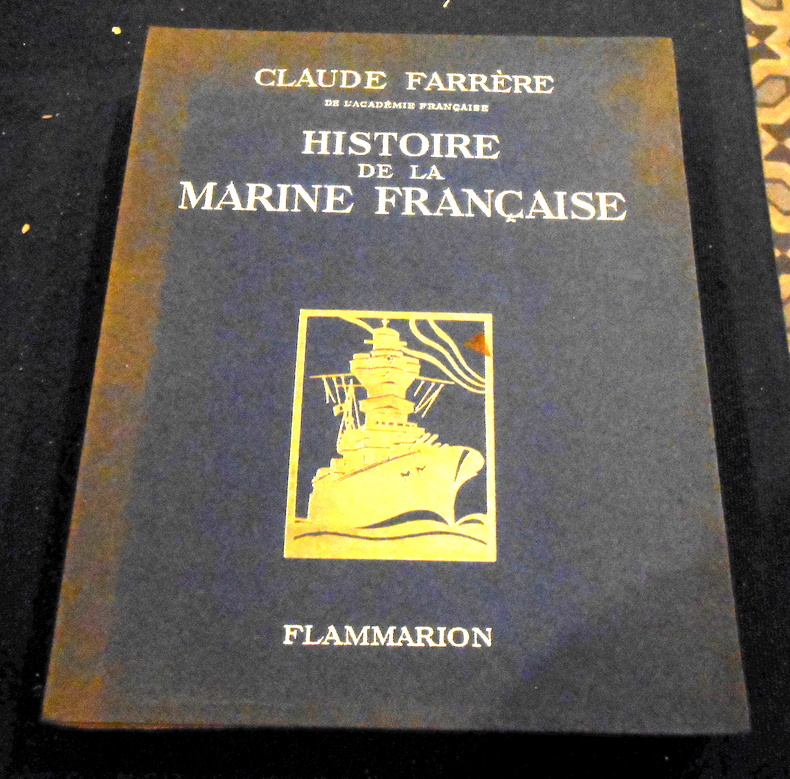 CLAUDE FARRÈRE
DE L'ACADÉMIE FRANÇAISE
HISTOIRE
DE LA
MARINE FRANÇAISE
FLAMMARION